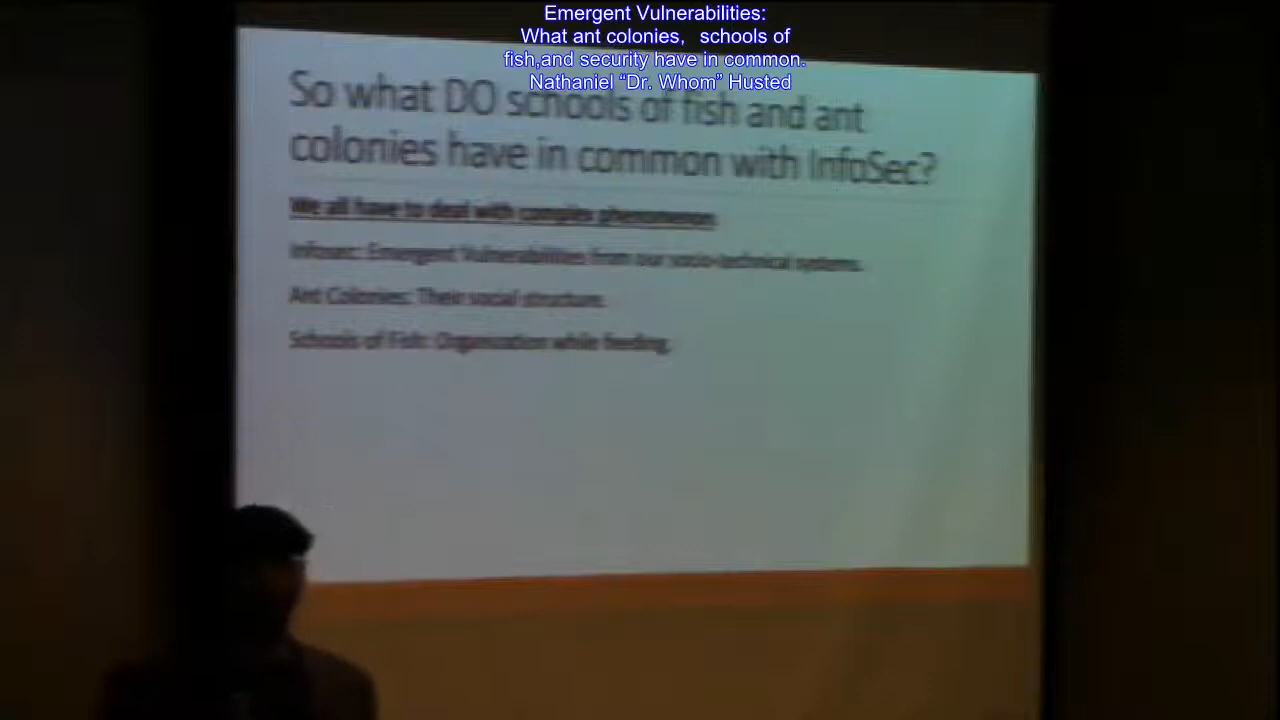 Emergent Vulnerabilities:
What ant colonies, schools of
fish,and security have in common.
Nathaniel “Dr. Whom” Husted
So what DO schools of fish and ant
colonies have in common with InfoSec?
We all have to deal with complex phenomenon.
Infosec: Emergent Vulnerabilities from our socio-technical systems.
Ant Colonies: Their social structure.
Schools of Fish: Organization while feeding.